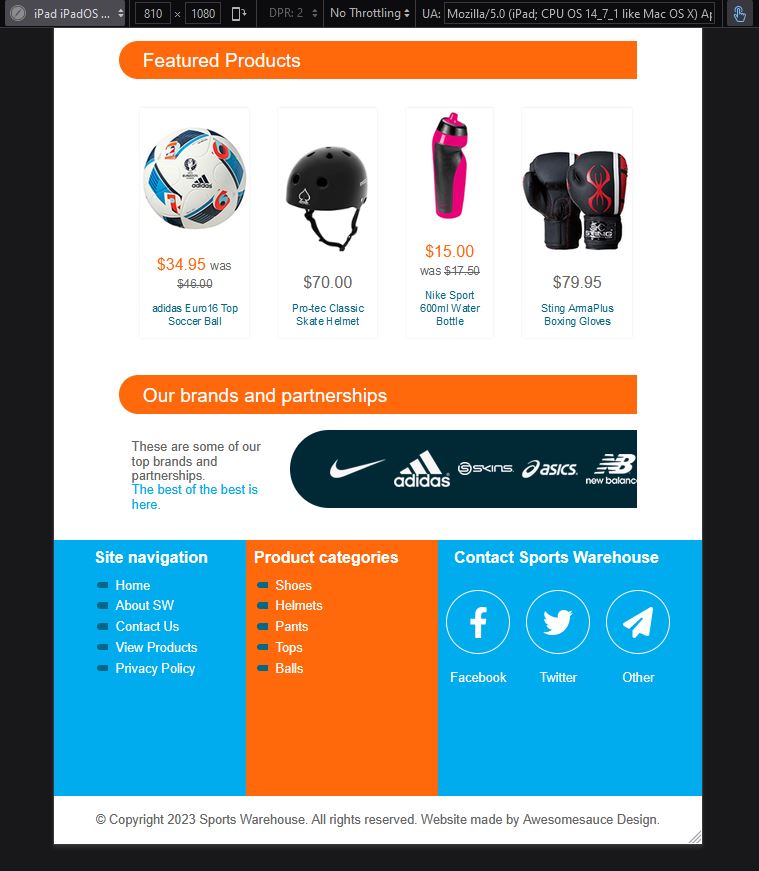 iPad iPadOS ...
810 × 1080
DPR: 2
No Throttling
UA: Mozilla/5.0 (iPad; CPU OS 14_7_1 like Mac OS X) Ap
Featured Products
adidas
$34.95 was
$46.00
adidas Euro16 Top
Soccer Ball
$70.00
Pro-tec Classic
Skate Helmet
$15.00
was $17.50
Nike Sport
600ml Water
Bottle
STING
$79.95
Sting ArmaPlus
Boxing Gloves
Our brands and partnerships
These are some of our
top brands and
partnerships.
The best of the best is
here.
adidas
SKINS
asics
NB
new balance
Site navigation
Home
About SW
Contact Us
View Products
Privacy Policy
Product categories
Shoes
Helmets
Pants
Tops
Balls
Contact Sports Warehouse
Facebook
Twitter
Other
© Copyright 2023 Sports Warehouse. All rights reserved. Website made by Awesomesauce Design.